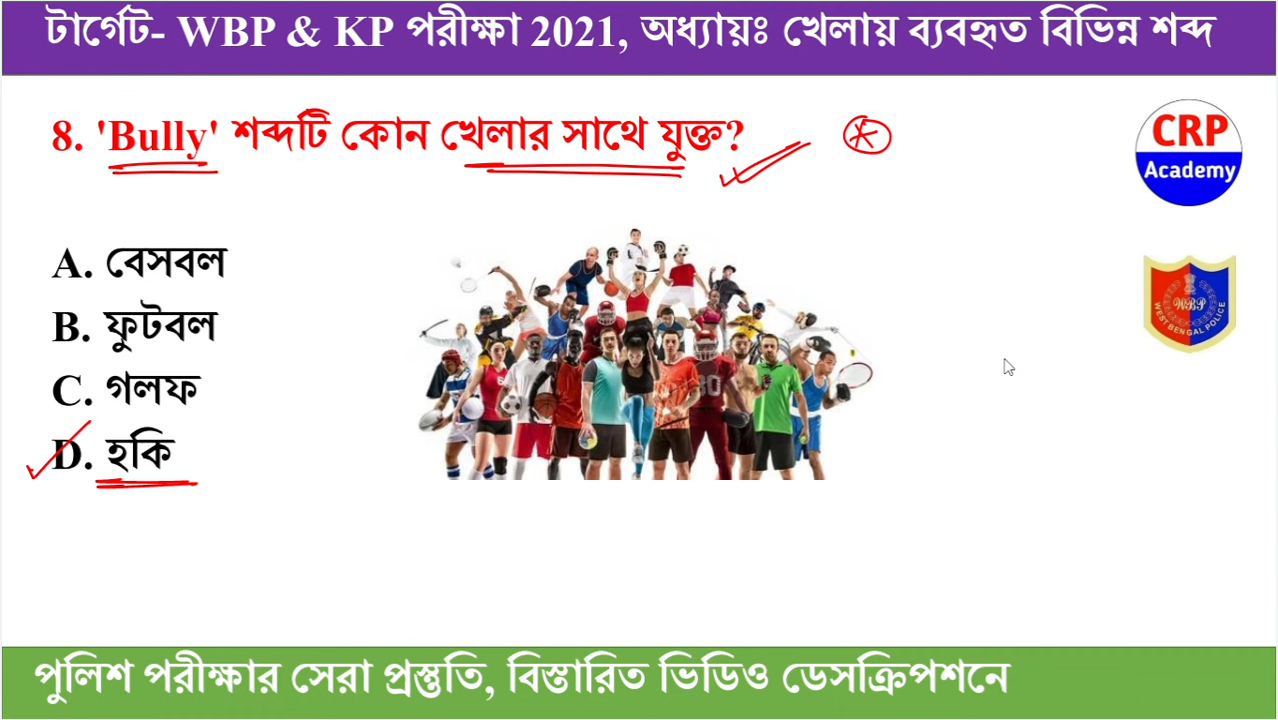 টার্গেট- WBP & KP পরীক্ষা 2021, অধ্যায়ঃ খেলায় ব্যবহৃত বিভিন্ন শব্দ
8. 'Bully' শব্দটি কোন খেলার সাথে যুক্ত?
CRP
Academy
A. বেসবল
B. ফুটবল
C. গলফ
D. হকি
WBP
WEST BENGAL POLICE
পুলিশ পরীক্ষার সেরা প্রস্তুতি, বিস্তারিত ভিডিও ডেসক্রিপশনে